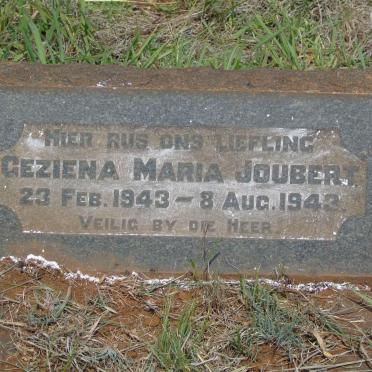 HIER RUS ONS LIEFLING
GEZIENA MARIA JOUBERT
23 FEB. 1943 – 8 AUG. 1943
VEILIG BY DIE HEER